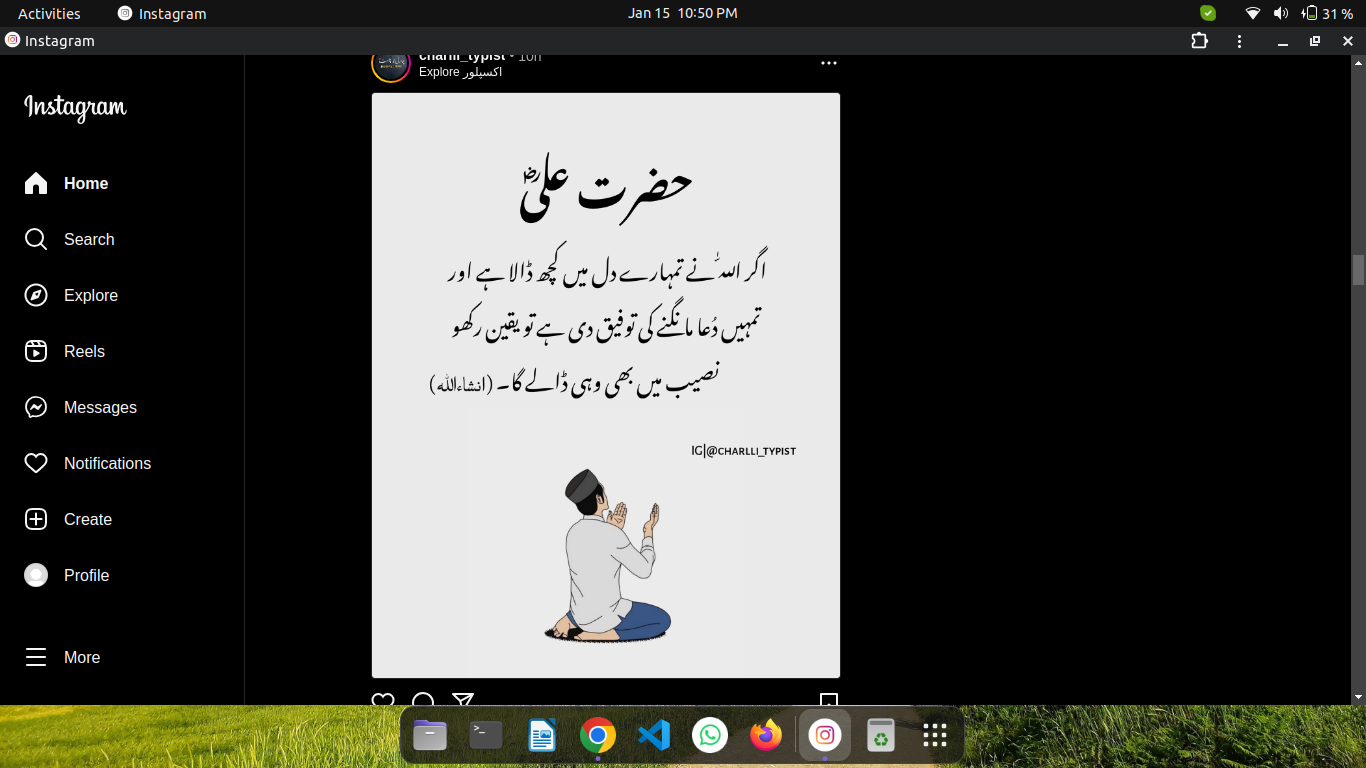 Activities
Instagram
Jan 15 10:50 PM
31 %
Instagram
charlli_typist • 10h
Explore اکسپلور
Instagram
Home
Search
Explore
Reels
Messages
Notifications
Create
Profile
More
حضرت علیؓ
اگر اللہ نے تمہارے دل میں کچھ ڈالا ہے اور
تمہیں دُعا مانگنے کی توفیق دی ہے تو یقین رکھو
نصیب میں بھی وہی ڈالے گا۔ (انشاءاللہ)
IG|@CHARLLI_TYPIST